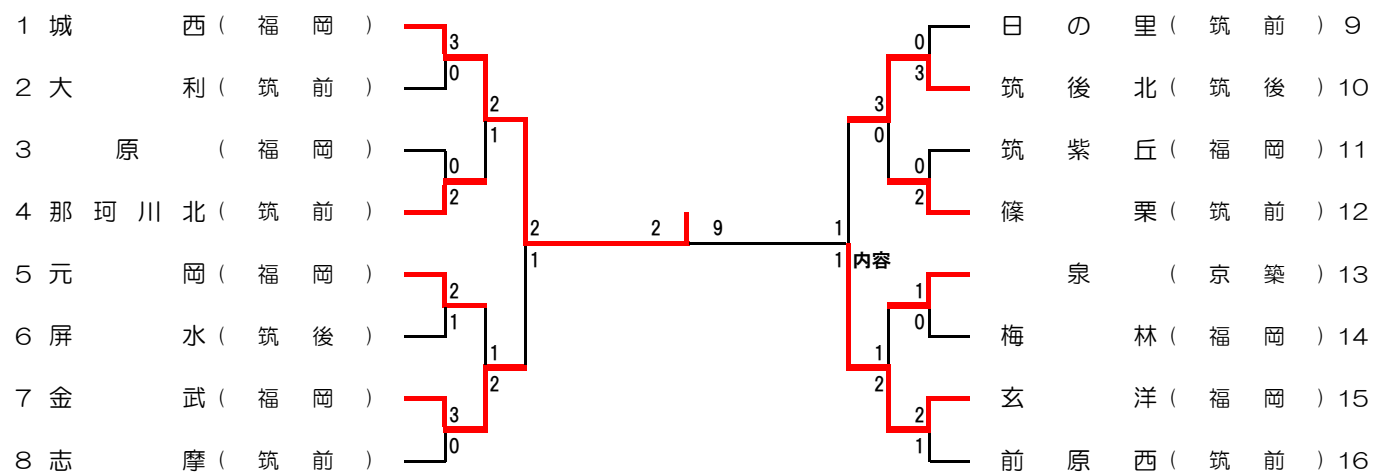 1 城西(福岡)
2 大利(筑前)
3 原(福岡)
4 那珂川北(筑前)
5 元岡(福岡)
6 屏水(筑後)
7 金武(福岡)
8 志摩(筑前)
3
0
2
1
0
2
2
1
2
1
1
2
3
0
2 9
日の里(筑前) 9
筑後北(筑後) 10
筑紫丘(福岡) 11
篠栗(筑前) 12
泉(京築) 13
梅林(福岡) 14
玄洋(福岡) 15
前原西(筑前) 16
0
3
3
0
0
2
1
1 内容
1
0
1
2
2
1